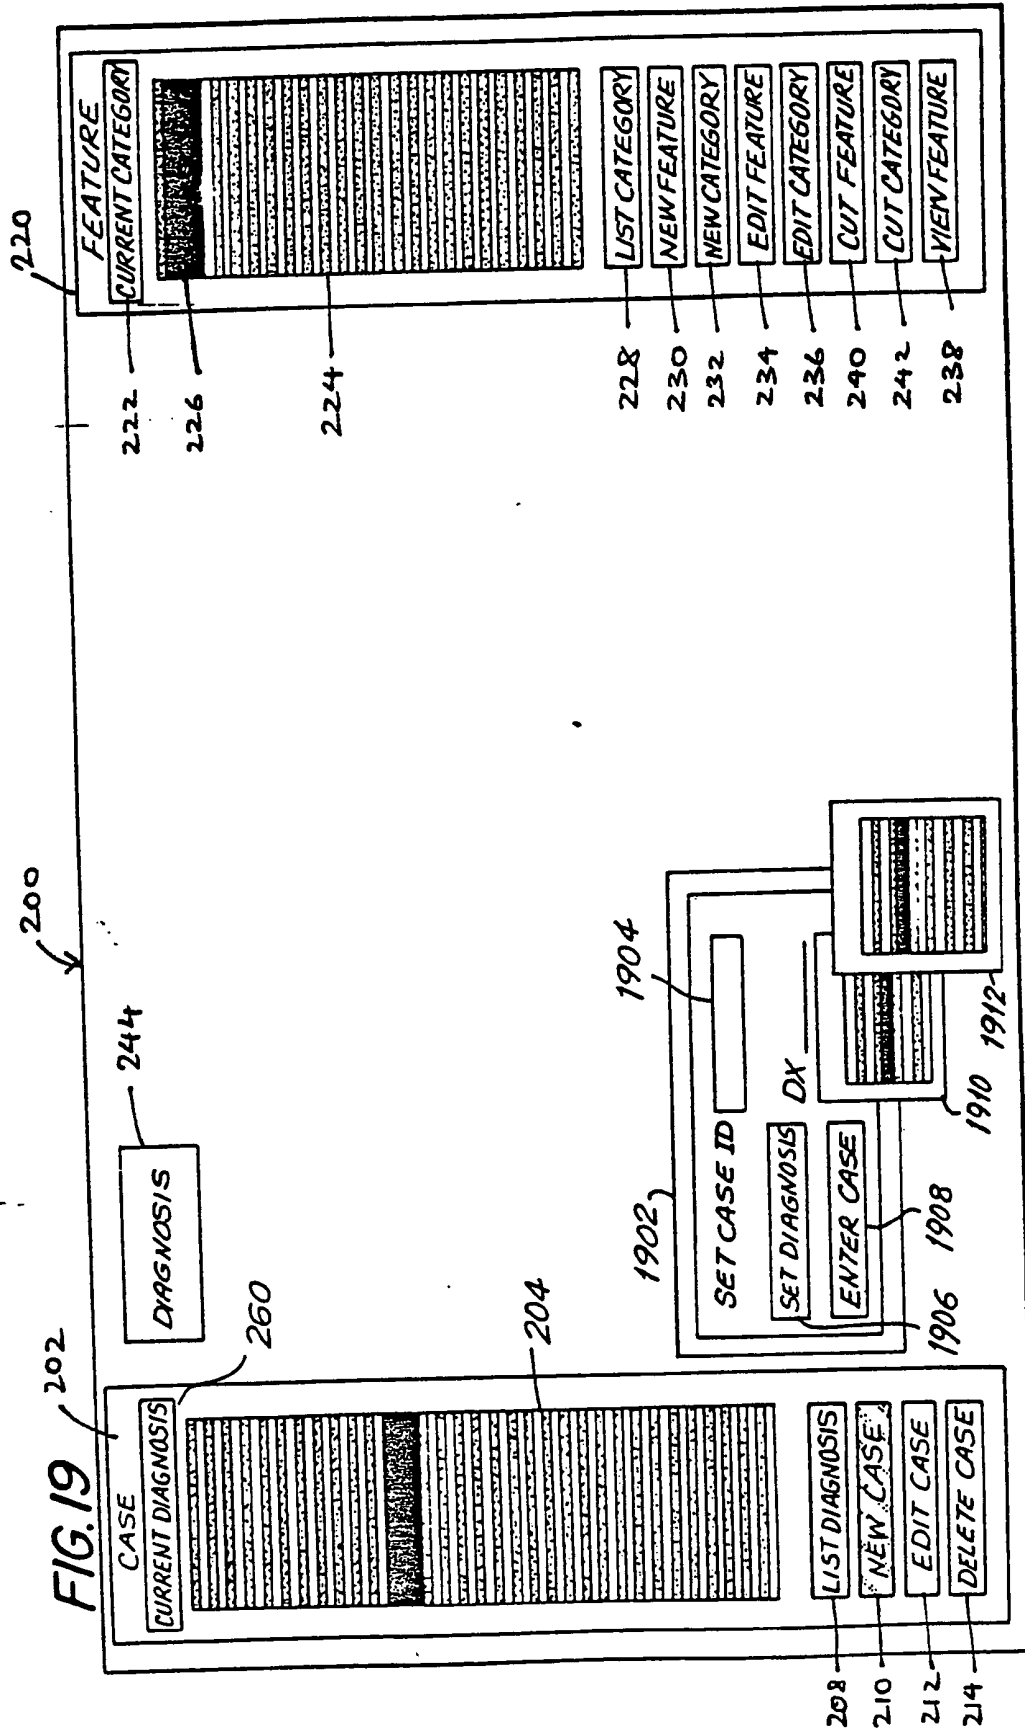 FIG.19
200
202
CASE
CURRENT DIAGNOSIS
260
204
LIST DIAGNOSIS
NEW CASE
EDIT CASE
DELETE CASE
208
210
212
214
DIAGNOSIS
244
1902
SET CASE ID
1904
SET DIAGNOSIS
DX
ENTER CASE
1906
1908
1910
1912
220
FEATURE
CURRENT CATEGORY
222
226
224
LIST CATEGORY
NEW FEATURE
NEW CATEGORY
EDIT FEATURE
EDIT CATEGORY
CUT FEATURE
CUT CATEGORY
VIEW FEATURE
228
230
232
234
236
240
242
238